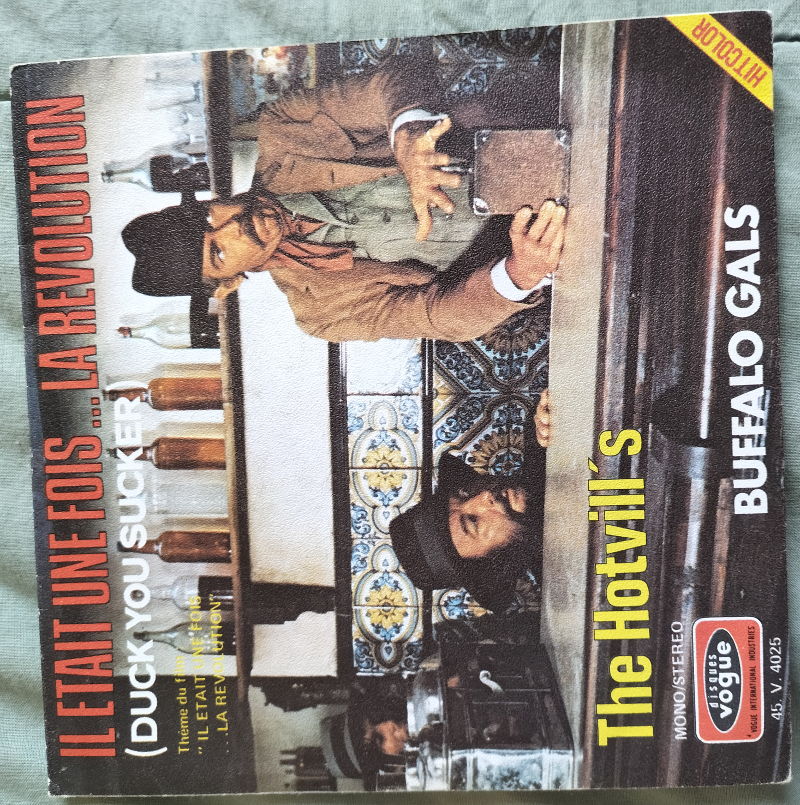 IL ETAIT UNE FOIS ... LA REVOLUTION
(DUCK YOU SUCKER)
Thème du film
" IL ETAIT UNE FOIS
...LA REVOLUTION".
HITCOLOR
The Hotvill´s
BUFFALO GALS
MONO/STEREO
disques
vogue
VOGUE INTERNATIONAL INDUSTRIES
45. V. 4025